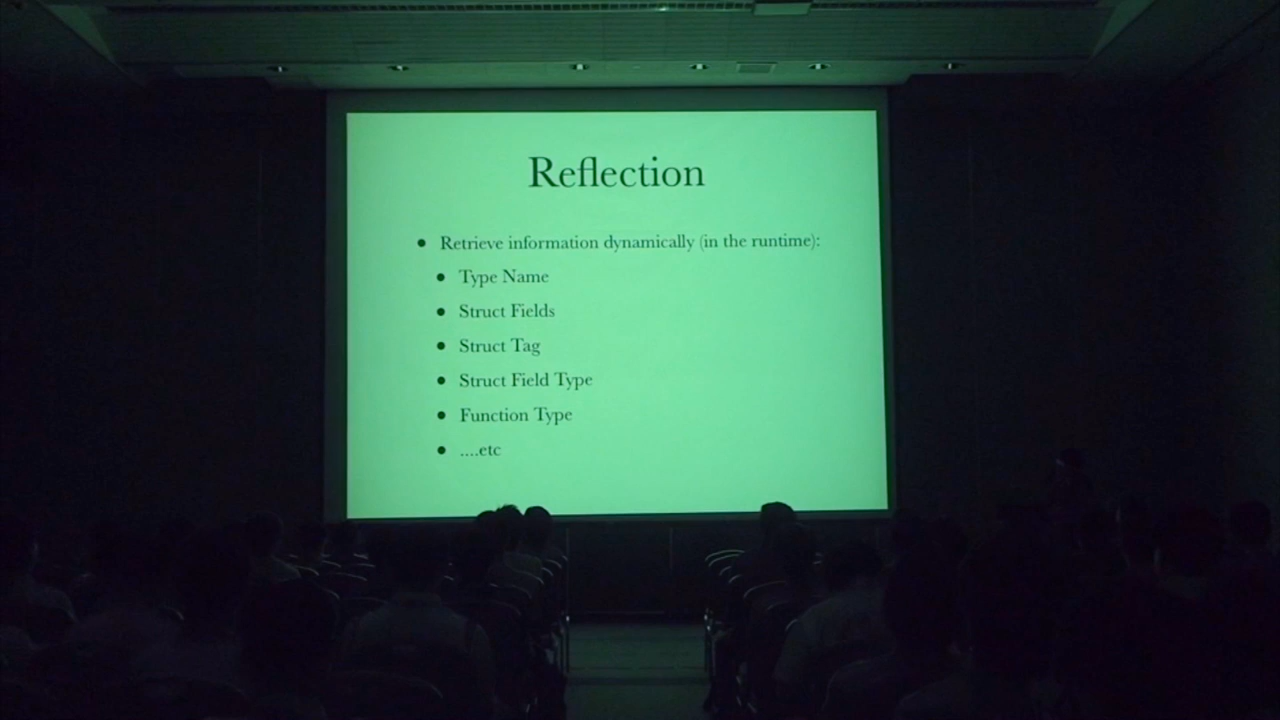 Reflection
• Retrieve information dynamically (in the runtime):
• Type Name
• Struct Fields
• Struct Tag
• Struct Field Type
• Function Type
• ....etc